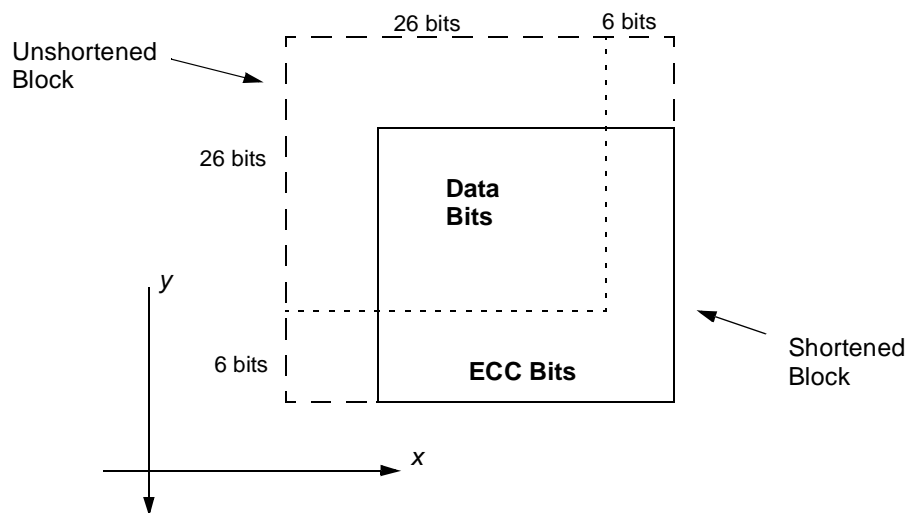 26 bits
6 bits
Unshortened
Block
26 bits
Data
Bits
y
6 bits
ECC Bits
Shortened
Block
x